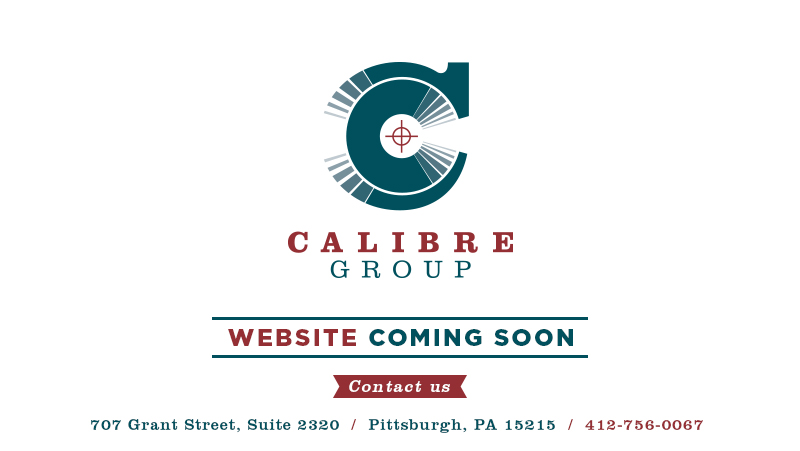 CALIBRE
GROUP
WEBSITE COMING SOON
Contact us
707 Grant Street, Suite 2320 / Pittsburgh, PA 15215 / 412-756-0067